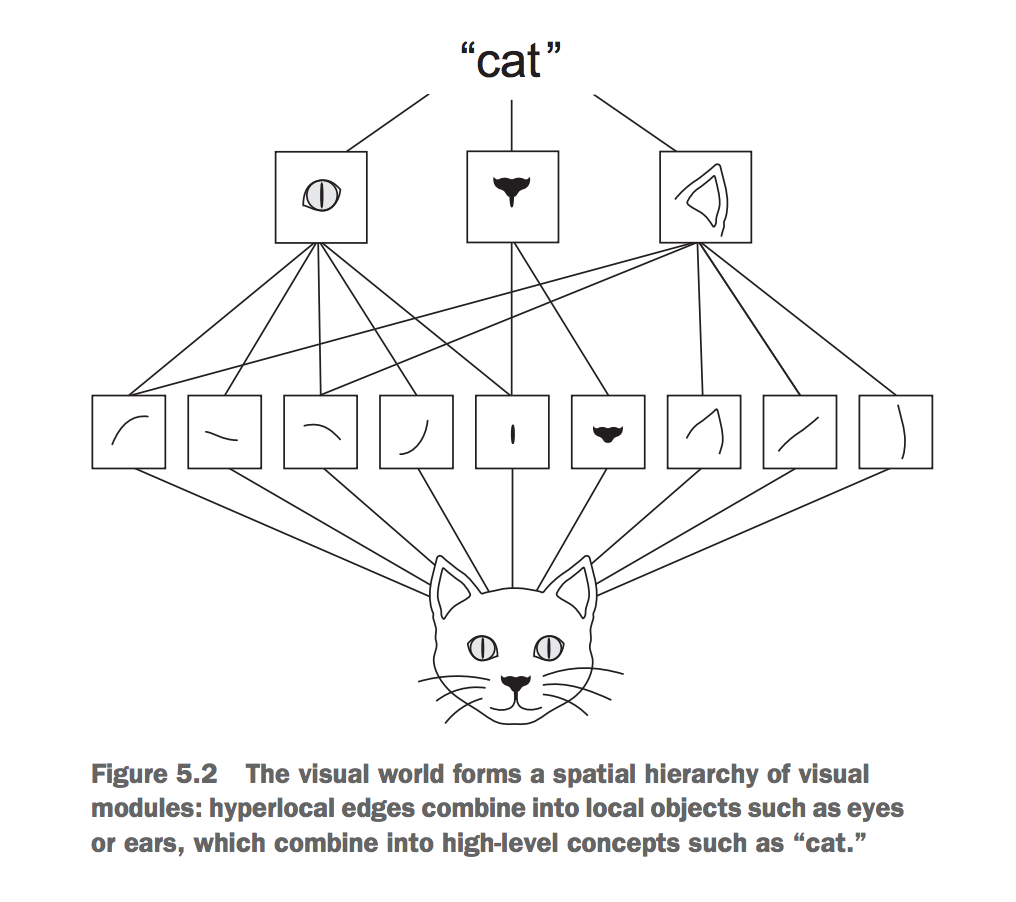 “cat”
Figure 5.2 The visual world forms a spatial hierarchy of visual
modules: hyperlocal edges combine into local objects such as eyes
or ears, which combine into high-level concepts such as “cat.”